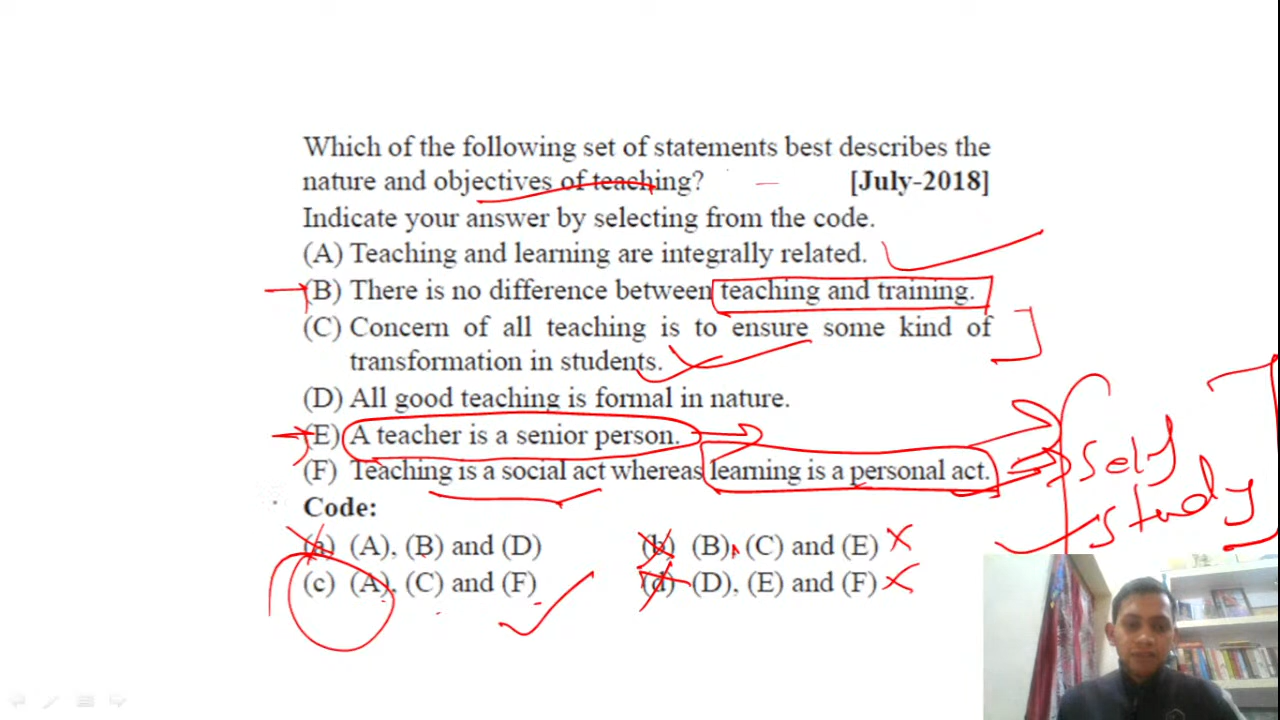 Which of the following set of statements best describes the
nature and objectives of teaching? [July-2018]
Indicate your answer by selecting from the code.
(A) Teaching and learning are integrally related.
(B) There is no difference between teaching and training.
(C) Concern of all teaching is to ensure some kind of
transformation in students.
(D) All good teaching is formal in nature.
(E) A teacher is a senior person.
(F) Teaching is a social act whereas learning is a personal act.
Self
study
Code:
(a) (A), (B) and (D) (b) (B), (C) and (E)
(c) (A), (C) and (F) (d) (D), (E) and (F)